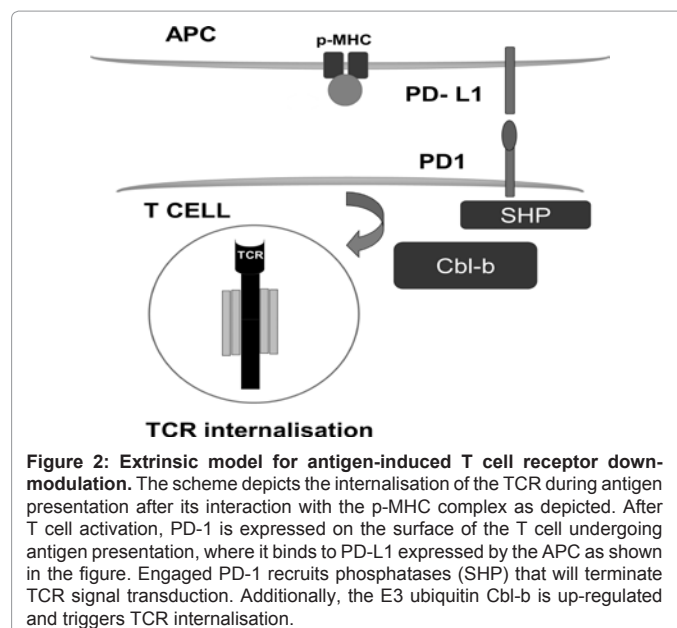 APC
p-MHC
PD- L1
PD1
T CELL
SHP
Cbl-b
TCR
TCR internalisation
Figure 2: Extrinsic model for antigen-induced T cell receptor down-
modulation. The scheme depicts the internalisation of the TCR during antigen
presentation after its interaction with the p-MHC complex as depicted. After
T cell activation, PD-1 is expressed on the surface of the T cell undergoing
antigen presentation, where it binds to PD-L1 expressed by the APC as shown
in the figure. Engaged PD-1 recruits phosphatases (SHP) that will terminate
TCR signal transduction. Additionally, the E3 ubiquitin Cbl-b is up-regulated
and triggers TCR internalisation.